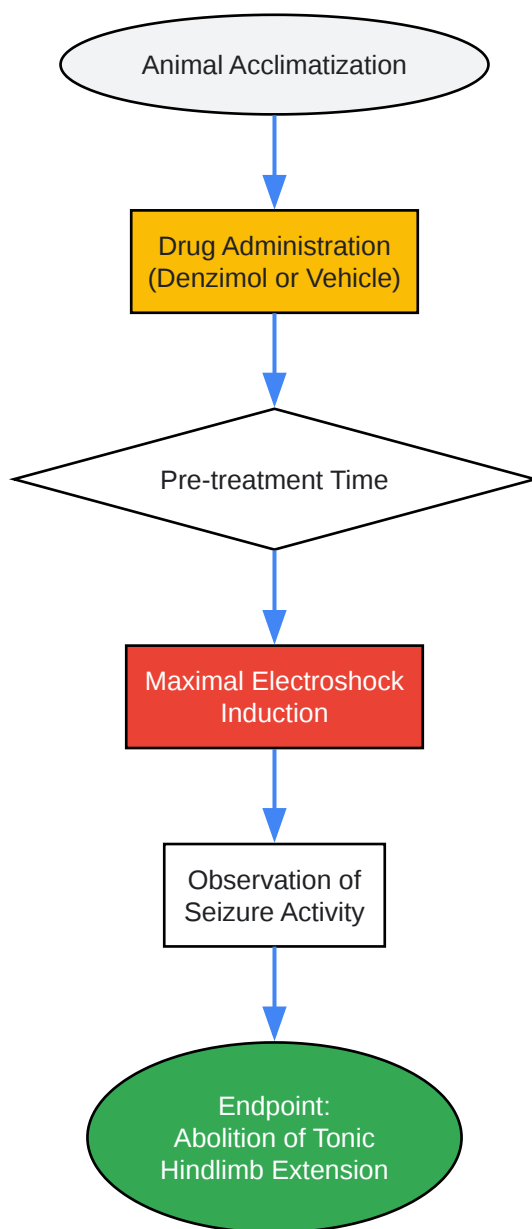 Animal Acclimatization
Drug Administration
(Denzimol or Vehicle)
Pre-treatment Time
Maximal Electroshock
Induction
Observation of
Seizure Activity
Endpoint:
Abolition of Tonic
Hindlimb Extension